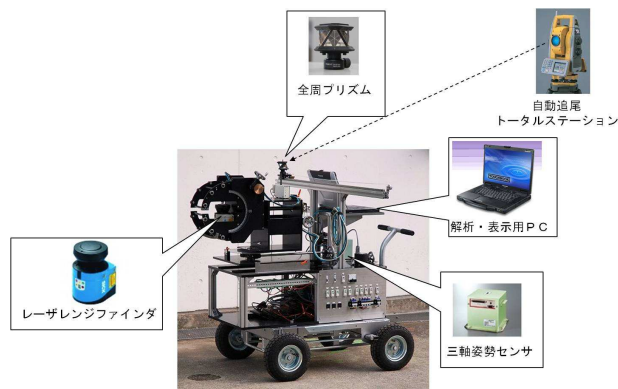 全周プリズム
自動追尾
トータルステーション
解析・表示用ＰＣ
レーザレンジファインダ
三軸姿勢センサ